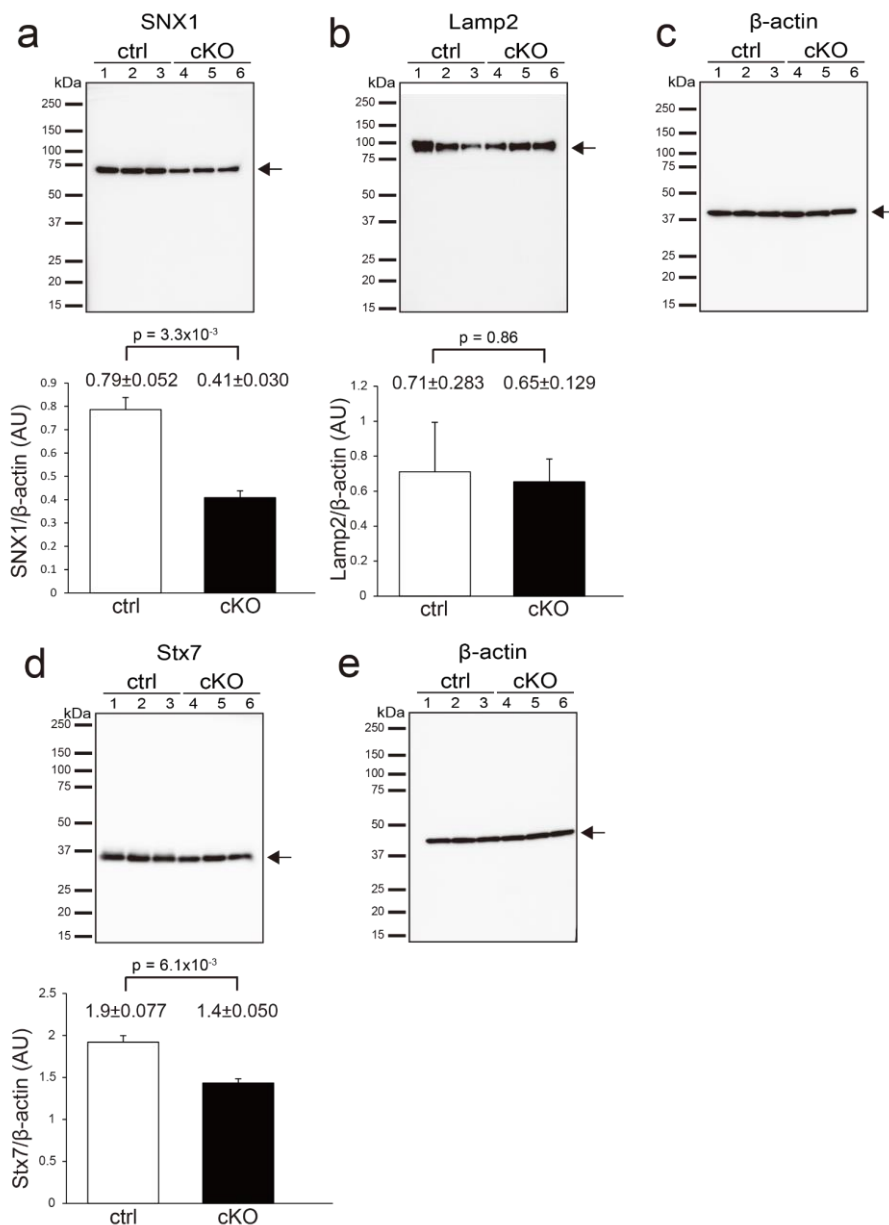 a
SNX1
ctrl cKO
1 2 3 4 5 6
kDa
250
150
100
75
50
37
25
20
15
p = 3.3x10⁻³
0.79±0.052 0.41±0.030
SNX1/β-actin (AU)
0.9
0.8
0.7
0.6
0.5
0.4
0.3
0.2
0.1
0
ctrl cKO
b
Lamp2
ctrl cKO
1 2 3 4 5 6
kDa
250
150
100
75
50
37
25
20
15
p = 0.86
0.71±0.283 0.65±0.129
Lamp2/β-actin (AU)
1.2
1
0.8
0.6
0.4
0.2
0
ctrl cKO
c
β-actin
ctrl cKO
1 2 3 4 5 6
kDa
250
150
100
75
50
37
25
20
15
d
Stx7
ctrl cKO
1 2 3 4 5 6
kDa
250
150
100
75
50
37
25
20
15
p = 6.1x10⁻³
1.9±0.077 1.4±0.050
Stx7/β-actin (AU)
2.5
2
1.5
1
0.5
0
ctrl cKO
e
β-actin
ctrl cKO
1 2 3 4 5 6
kDa
250
150
100
75
50
37
25
20
15